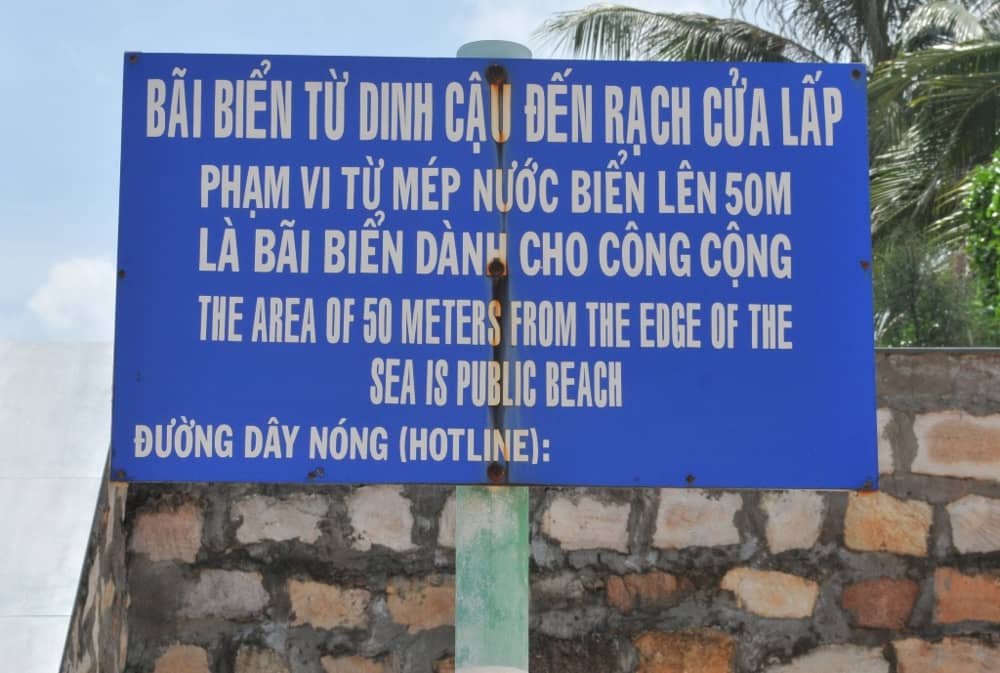 BÃI BIỂN TỪ DINH CẬU ĐẾN RẠCH CỬA LẤP
PHẠM VI TỪ MÉP NƯỚC BIỂN LÊN 50M
LÀ BÃI BIỂN DÀNH CHO CÔNG CỘNG
THE AREA OF 50 METERS FROM THE EDGE OF THE
SEA IS PUBLIC BEACH
ĐƯỜNG DÂY NÓNG (HOTLINE):